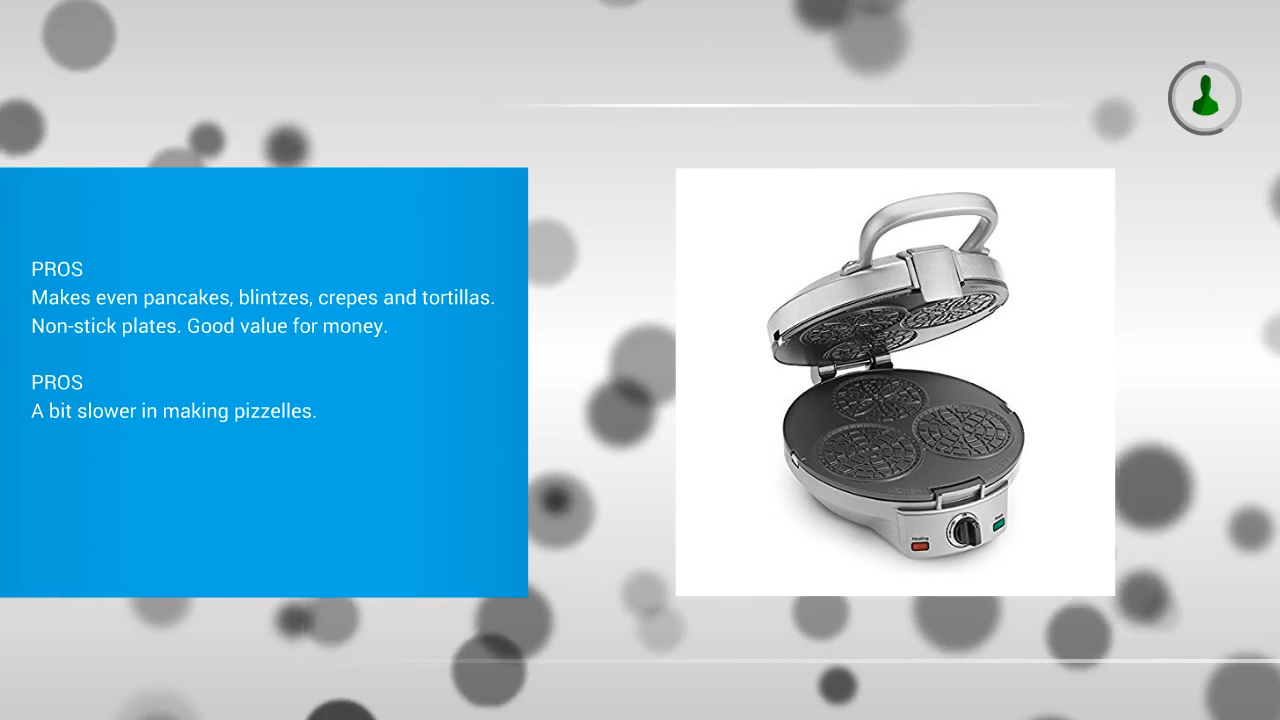 PROS
Makes even pancakes, blintzes, crepes and tortillas.
Non-stick plates. Good value for money.
PROS
A bit slower in making pizzelles.
Heating